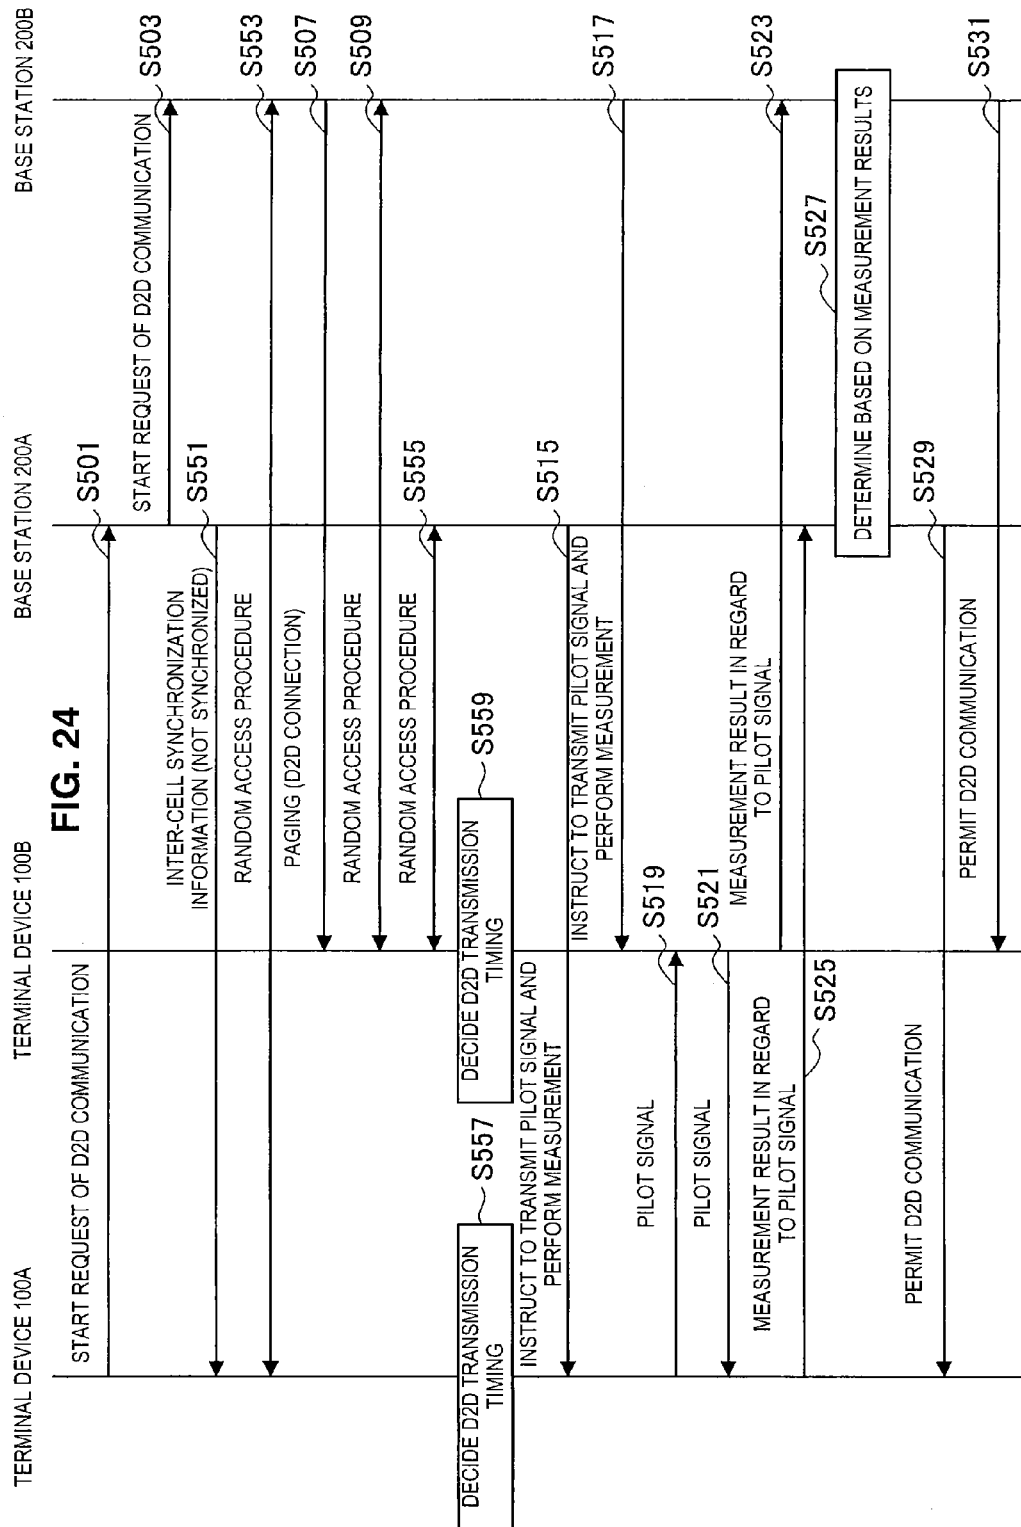 FIG. 24
TERMINAL DEVICE 100A
TERMINAL DEVICE 100B
BASE STATION 200A
BASE STATION 200B
START REQUEST OF D2D COMMUNICATION
S501
START REQUEST OF D2D COMMUNICATION
S503
INTER-CELL SYNCHRONIZATION
INFORMATION (NOT SYNCHRONIZED)
S551
RANDOM ACCESS PROCEDURE
S553
PAGING (D2D CONNECTION)
S507
RANDOM ACCESS PROCEDURE
S509
RANDOM ACCESS PROCEDURE
S555
DECIDE D2D TRANSMISSION
TIMING
S557
DECIDE D2D TRANSMISSION
TIMING
S559
INSTRUCT TO TRANSMIT PILOT SIGNAL AND
PERFORM MEASUREMENT
S515
INSTRUCT TO TRANSMIT PILOT SIGNAL AND
PERFORM MEASUREMENT
S517
PILOT SIGNAL
S519
PILOT SIGNAL
S521
MEASUREMENT RESULT IN REGARD
TO PILOT SIGNAL
S523
MEASUREMENT RESULT IN REGARD
TO PILOT SIGNAL
S525
DETERMINE BASED ON MEASUREMENT RESULTS
S527
PERMIT D2D COMMUNICATION
S529
PERMIT D2D COMMUNICATION
S531